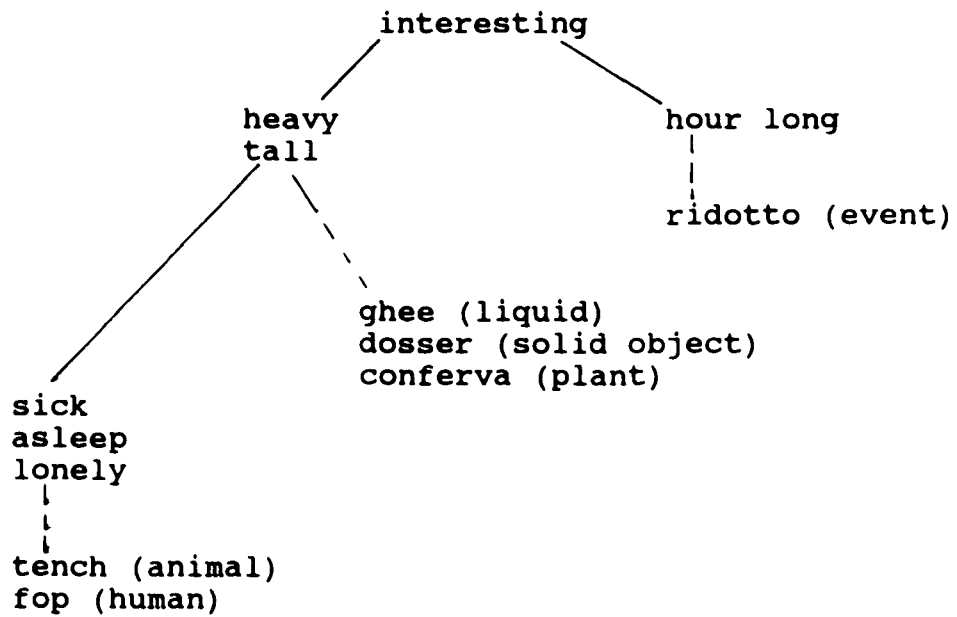 interesting
heavy
tall
hour long
ridotto (event)
ghee (liquid)
dosser (solid object)
conferva (plant)
sick
asleep
lonely
tench (animal)
fop (human)